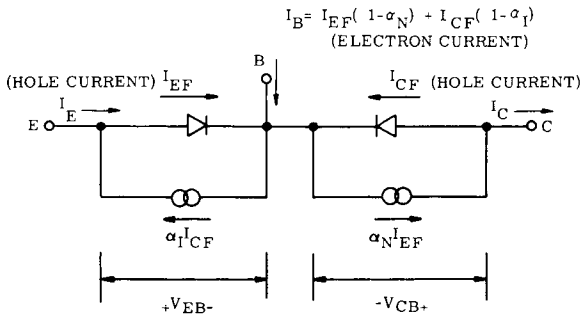 I_B = I_EF( 1-α_N) + I_CF( 1-α_I)
(ELECTRON CURRENT)
B
(HOLE CURRENT) I_EF
I_CF (HOLE CURRENT)
I_E
I_C
E
C
α_I I_CF
α_N I_EF
+V_EB-
-V_CB+